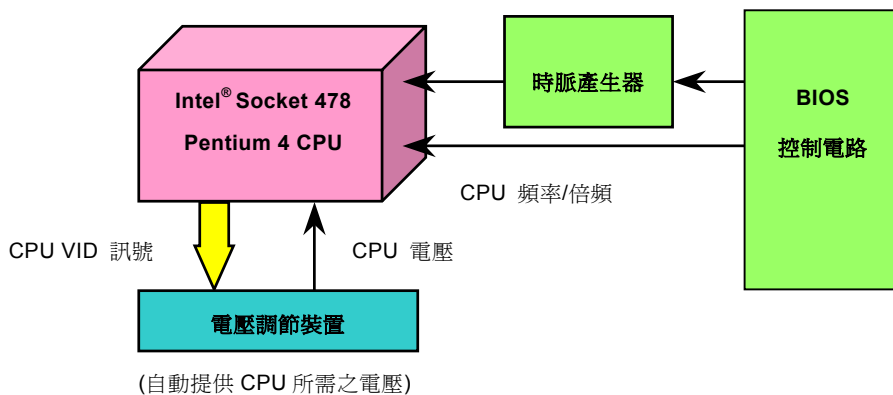 Intel® Socket 478
Pentium 4 CPU
時脈產生器
BIOS
控制電路
CPU 頻率/倍頻
CPU VID 訊號
CPU 電壓
電壓調節裝置
(自動提供 CPU 所需之電壓)